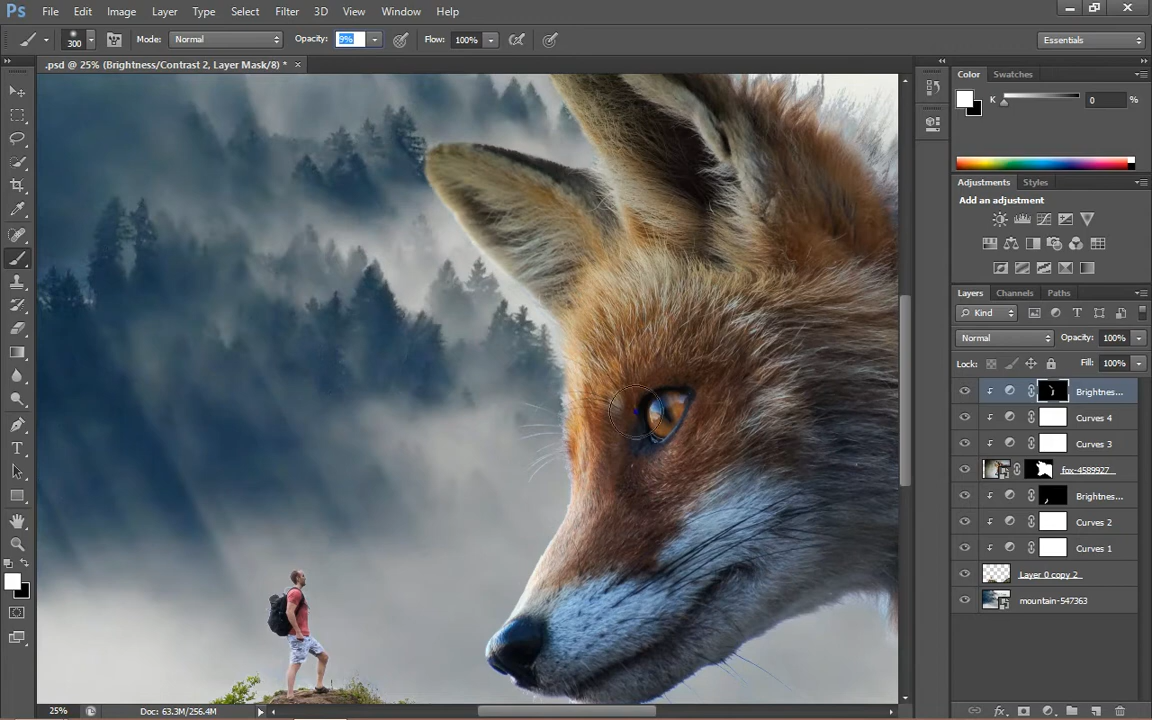 Ps File Edit Image Layer Type Select Filter 3D View Window Help
300 Mode: Normal Opacity: 9% Flow: 100% Essentials
.psd @ 25% (Brightness/Contrast 2, Layer Mask/8) * ×
Color Swatches
K 0 %
Adjustments Styles
Add an adjustment
Layers Channels Paths
Kind
Normal Opacity: 100%
Lock: Fill: 100%
Brightnes...
Curves 4
Curves 3
fox-4589927
Brightnes...
Curves 2
Curves 1
Layer 0 copy 2
mountain-547363
25% Doc: 63.3M/256.4M
fx